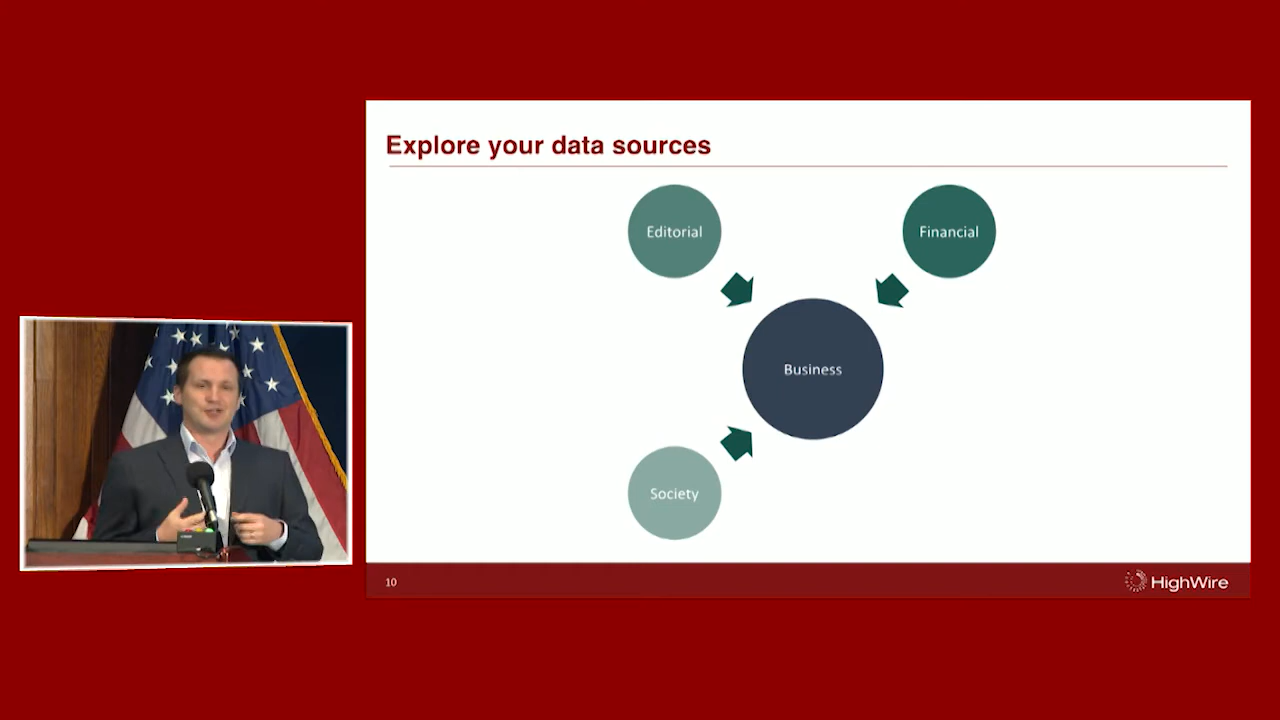 Explore your data sources
Editorial
Financial
Business
Society
10
HighWire